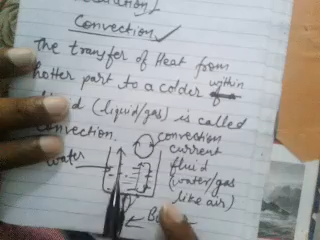 Convection
The transfer of Heat from
hotter part to a colder within
(liquid/gas) is called
convection.
convection
current
water
fluid
(water/gas
like air)